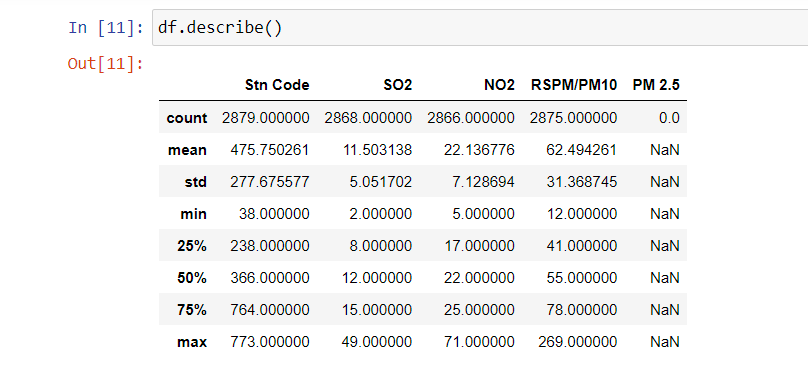 In [11]: df.describe()
Out[11]:
Stn Code SO2 NO2 RSPM/PM10 PM 2.5
count 2879.000000 2868.000000 2866.000000 2875.000000 0.0
mean 475.750261 11.503138 22.136776 62.494261 NaN
std 277.675577 5.051702 7.128694 31.368745 NaN
min 38.000000 2.000000 5.000000 12.000000 NaN
25% 238.000000 8.000000 17.000000 41.000000 NaN
50% 366.000000 12.000000 22.000000 55.000000 NaN
75% 764.000000 15.000000 25.000000 78.000000 NaN
max 773.000000 49.000000 71.000000 269.000000 NaN